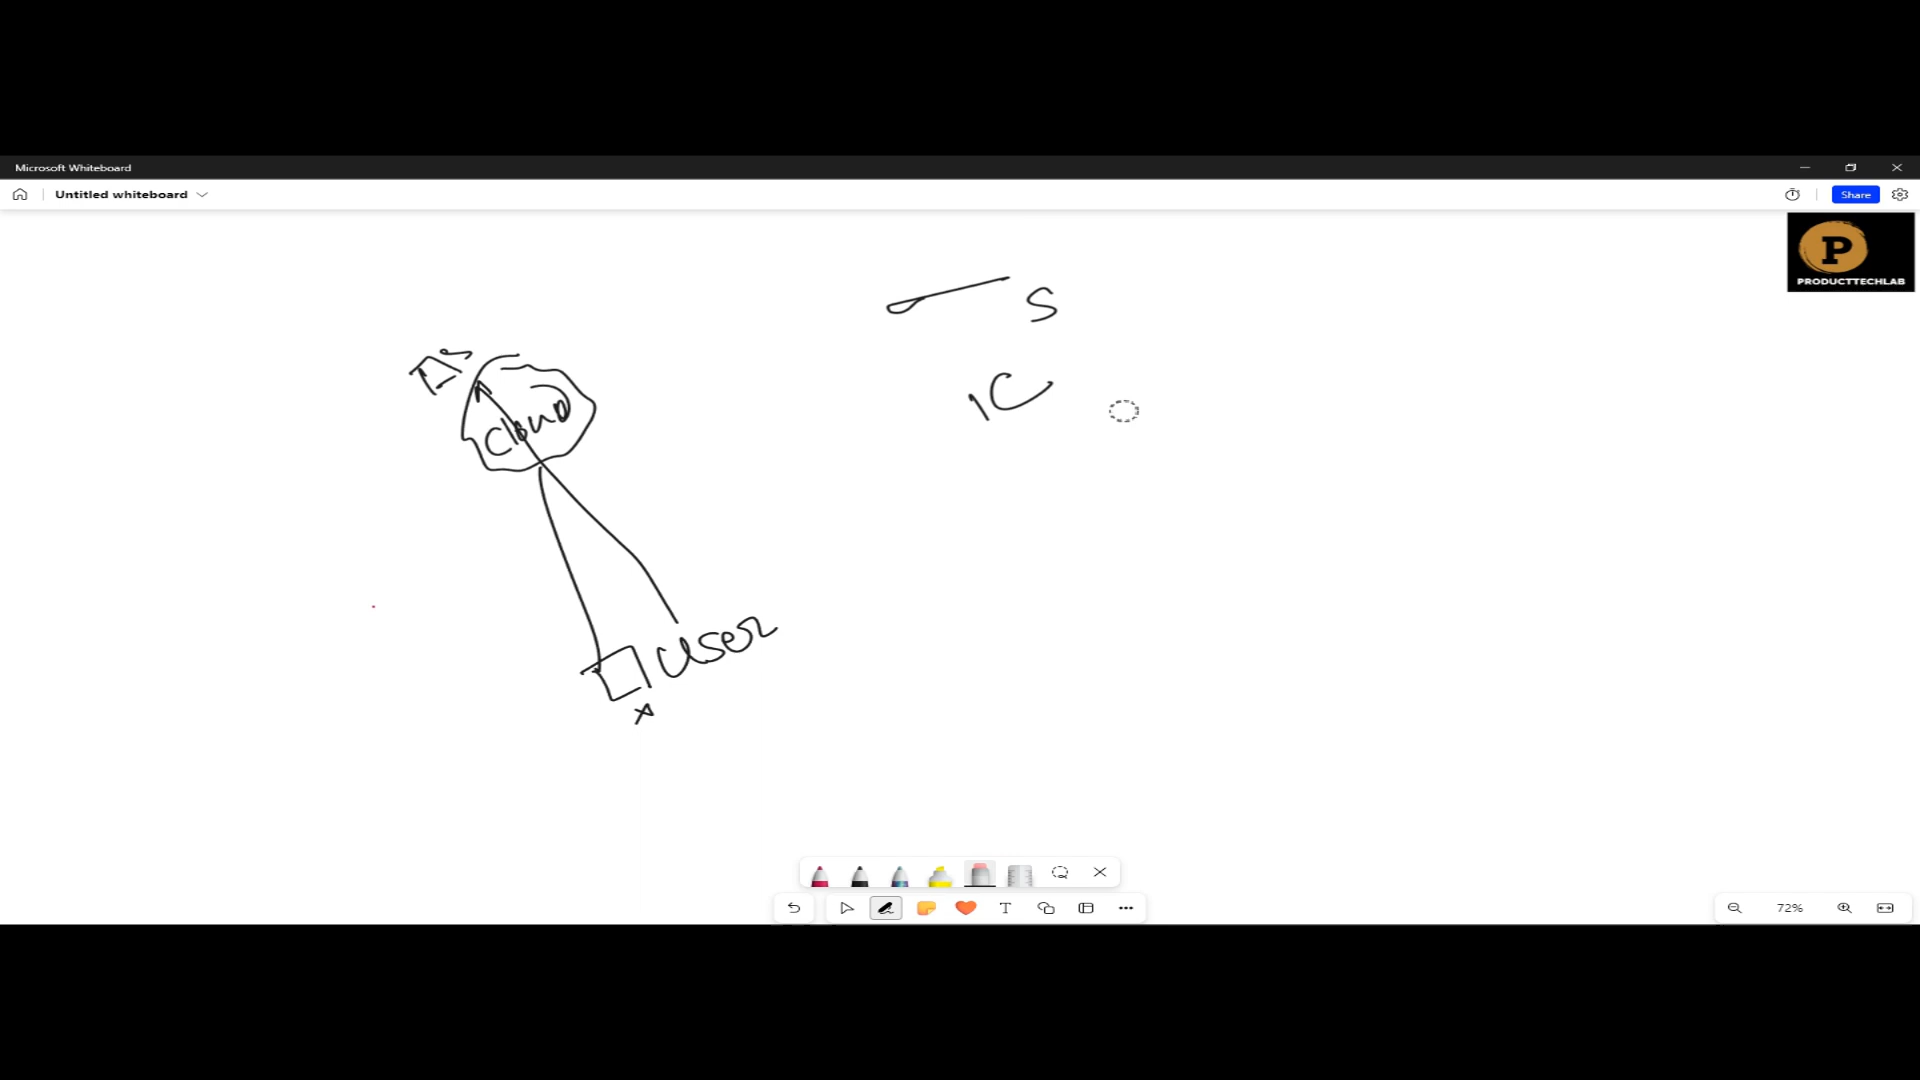 Microsoft Whiteboard
Untitled whiteboard
Share
P
PRODUCTTECHLAB
S
Cloud
User
x
T
72%